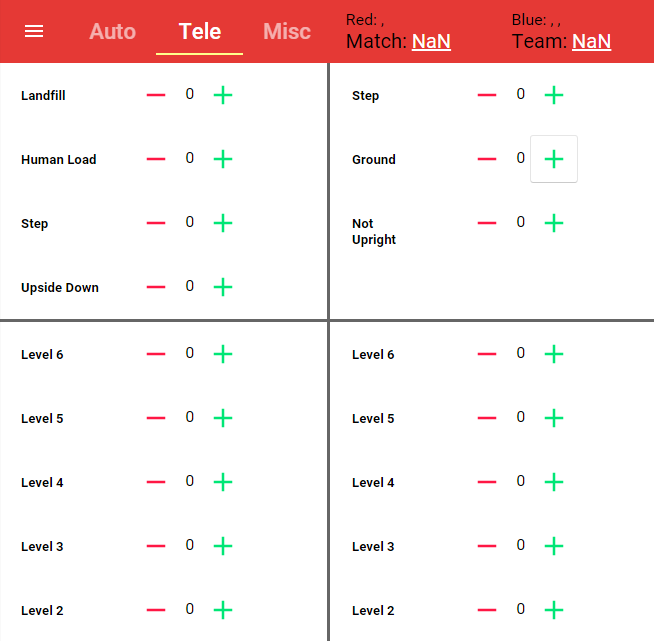 Auto Tele Misc
Red: ,
Match: NaN
Blue: , ,
Team: NaN
Landfill 0
Human Load 0
Step 0
Upside Down 0
Step 0
Ground 0
Not 0
Upright
Level 6 0
Level 5 0
Level 4 0
Level 3 0
Level 2 0
Level 6 0
Level 5 0
Level 4 0
Level 3 0
Level 2 0